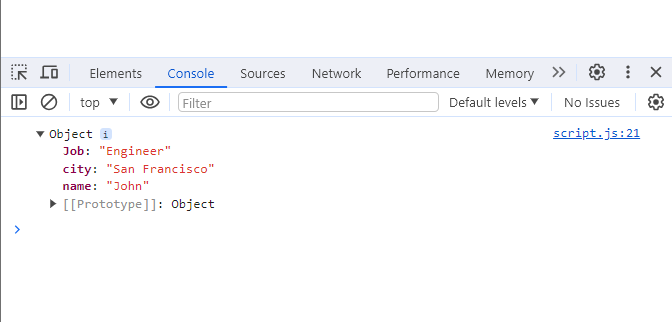 Elements Console Sources Network Performance Memory
top Filter Default levels No Issues
Object i script.js:21
Job: "Engineer"
city: "San Francisco"
name: "John"
[[Prototype]]: Object